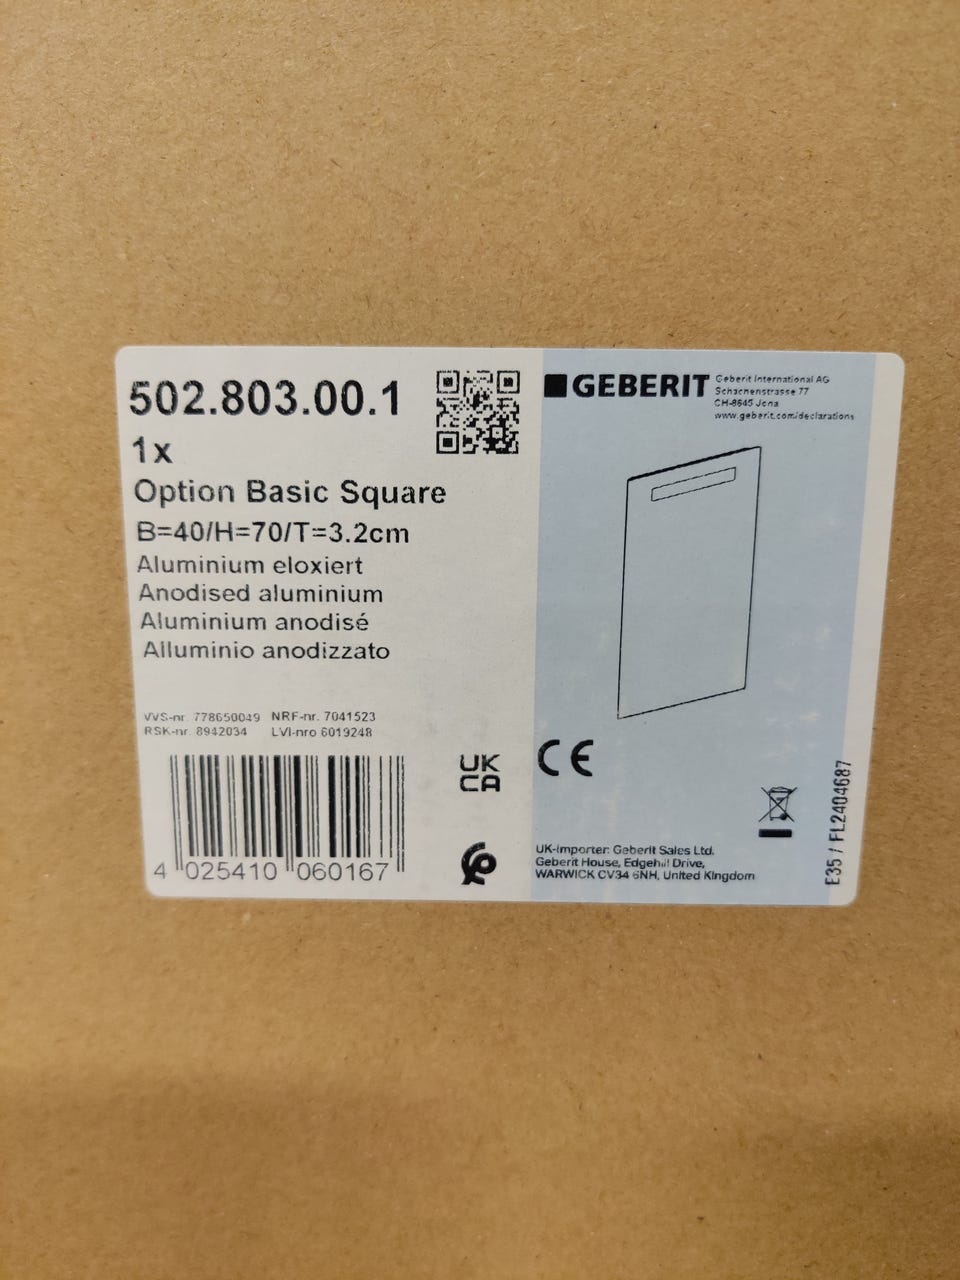 502.803.00.1
1x
Option Basic Square
B=40/H=70/T=3.2cm
Aluminium eloxiert
Anodised aluminium
Aluminium anodisé
Alluminio anodizzato
VVS-nr. 778650049 NRF-nr. 7041523
RSK-nr. 8942034 LVI-nro 6019248
4 025410 060167
UK
CA
GEBERIT
Geberit International AG
Schachenstrasse 77
CH-8645 Jona
www.geberit.com/declarations
CE
UK-Importer: Geberit Sales Ltd.
Geberit House, Edgehill Drive,
WARWICK CV34 6NH, United Kingdom
E35 / FL2404687